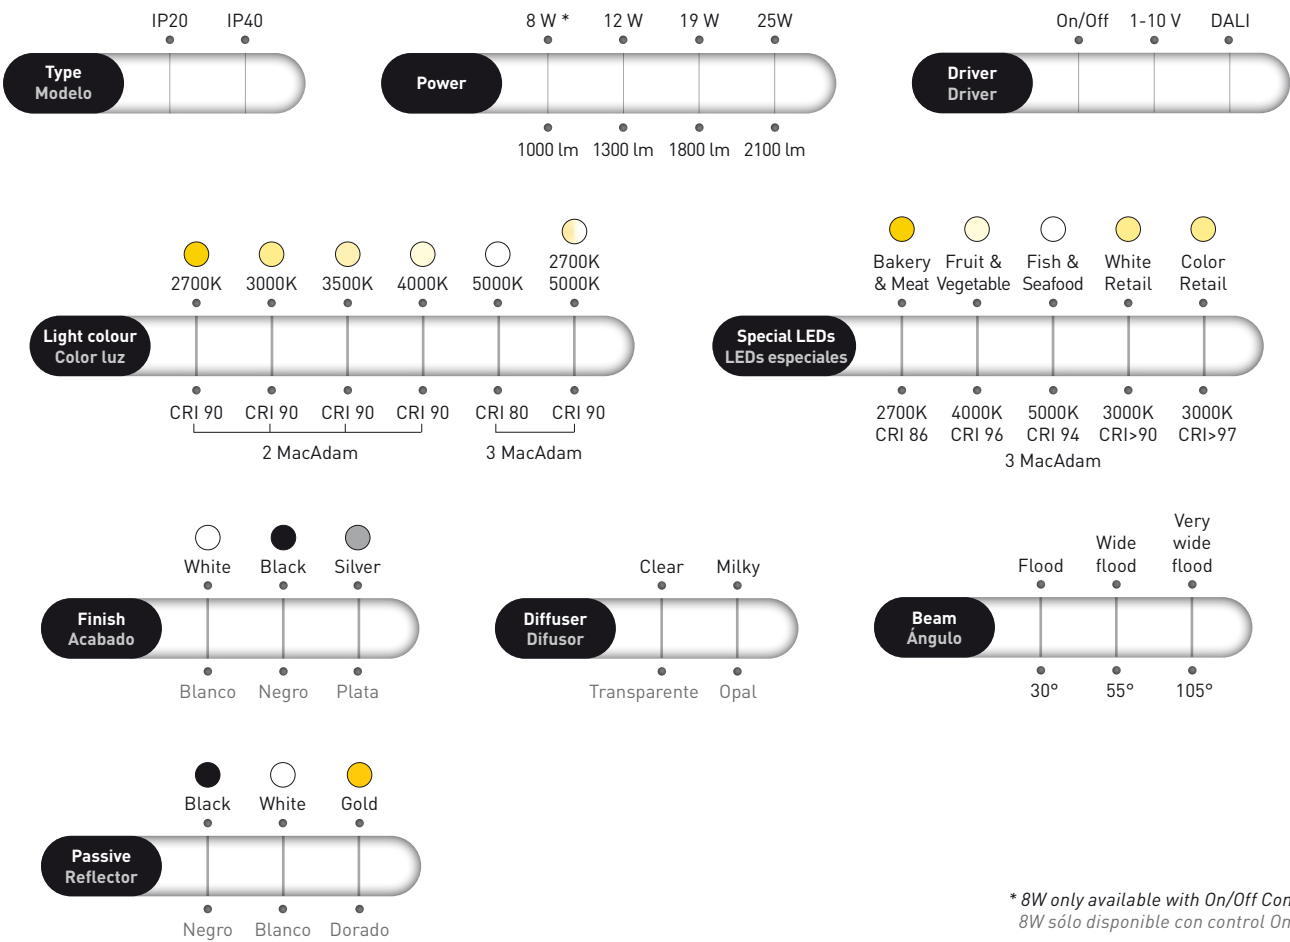 IP20 IP40
Type
Modelo
8 W * 12 W 19 W 25W
Power
1000 lm 1300 lm 1800 lm 2100 lm
On/Off 1-10 V DALI
Driver
Driver
2700K 3000K 3500K 4000K 5000K 2700K
5000K
Light colour
Color luz
CRI 90 CRI 90 CRI 90 CRI 90 CRI 80 CRI 90
2 MacAdam 3 MacAdam
Bakery Fruit & Fish & White Color
& Meat Vegetable Seafood Retail Retail
Special LEDs
LEDs especiales
2700K 4000K 5000K 3000K 3000K
CRI 86 CRI 96 CRI 94 CRI>90 CRI>97
3 MacAdam
White Black Silver
Finish
Acabado
Blanco Negro Plata
Clear Milky
Diffuser
Difusor
Transparente Opal
Very
Wide wide
Flood flood flood
Beam
Ángulo
30° 55° 105°
Black White Gold
Passive
Reflector
Negro Blanco Dorado
* 8W only available with On/Off Con
8W sólo disponible con control On